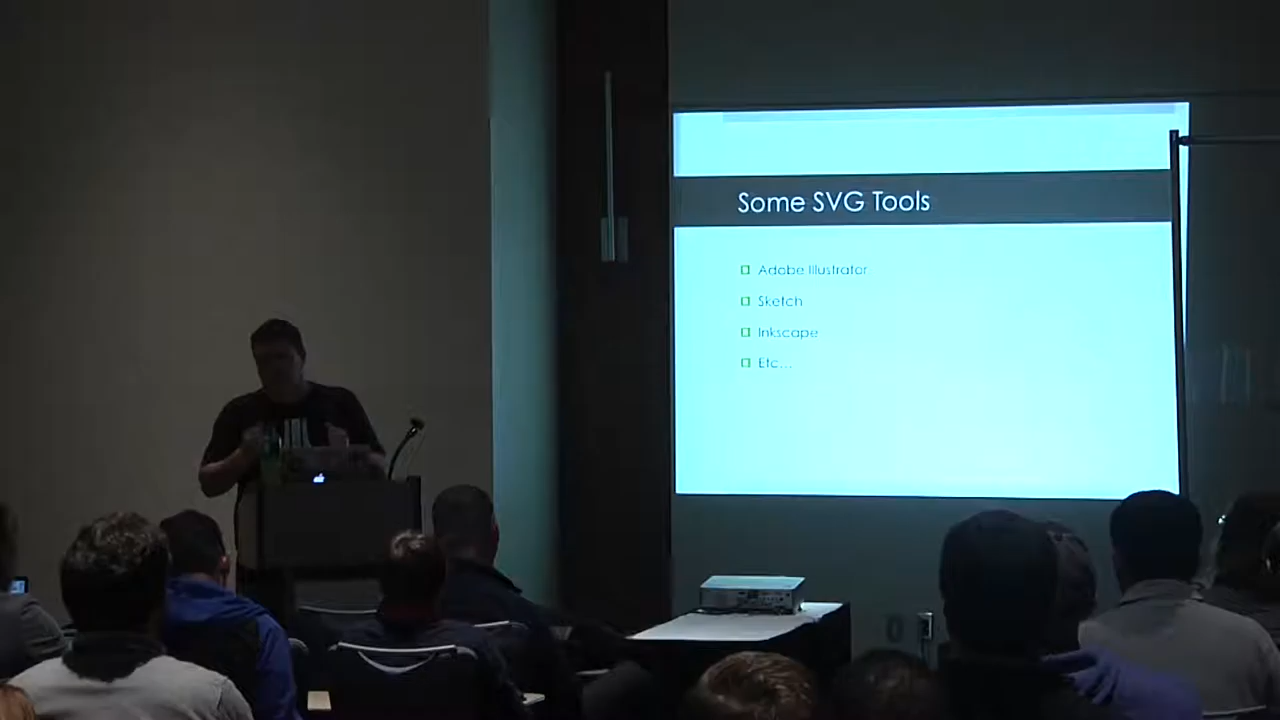 Some SVG Tools
Adobe Illustrator
Sketch
Inkscape
Etc...